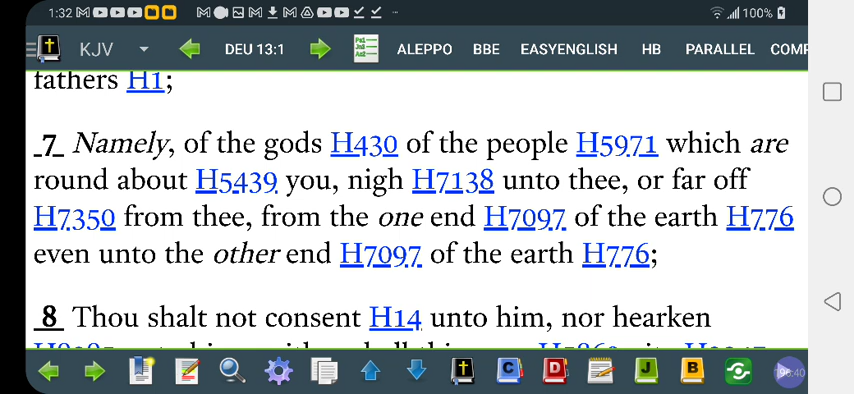 1:32 100%
KJV DEU 13:1 ALEPPO BBE EASYENGLISH HB PARALLEL COMP
fathers H1;
7 Namely, of the gods H430 of the people H5971 which are
round about H5439 you, nigh H7138 unto thee, or far off
H7350 from thee, from the one end H7097 of the earth H776
even unto the other end H7097 of the earth H776;
8 Thou shalt not consent H14 unto him, nor hearken
C D J B